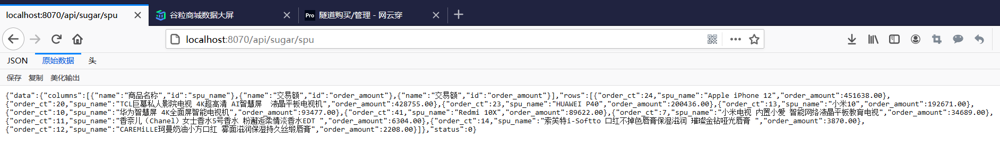 localhost:8070/api/sugar/spu 谷粒商城数据大屏 Pro 隧道购买/管理 - 网云穿
localhost:8070/api/sugar/spu
JSON 原始数据 头
保存 复制 美化输出
{"data":{"columns":[{"name":"商品名称","id":"spu_name"},{"name":"交易额","id":"order_amount"},{"name":"交易额","id":"order_amount"}],"rows":[{"order_ct":24,"spu_name":"Apple iPhone 12","order_amount":451638.00},
{"order_ct":20,"spu_name":"TCL巨幕私人影院电视 4K超高清 AI智慧屏  液晶平板电视机","order_amount":428755.00},{"order_ct":23,"spu_name":"HUAWEI P40","order_amount":200436.00},{"order_ct":13,"spu_name":"小米10","order_amount":192671.00},
{"order_ct":10,"spu_name":"华为智慧屏 4K全面屏智能电视机","order_amount":93477.00},{"order_ct":41,"spu_name":"Redmi 10X","order_amount":89622.00},{"order_ct":7,"spu_name":"小米电视 内置小爱 智能网络液晶平板教育电视","order_amount":34689.00},
{"order_ct":11,"spu_name":"香奈儿（Chanel）女士香水5号香水 粉邂逅柔情淡香水EDT ","order_amount":6304.00},{"order_ct":14,"spu_name":"索芙特i-Softto 口红不掉色唇膏保湿滋润 璀璨金钻哑光唇膏 ","order_amount":3870.00},
{"order_ct":12,"spu_name":"CAREMiLLE珂曼奶油小方口红 雾面滋润保湿持久丝缎唇膏","order_amount":2208.00}]},"status":0}